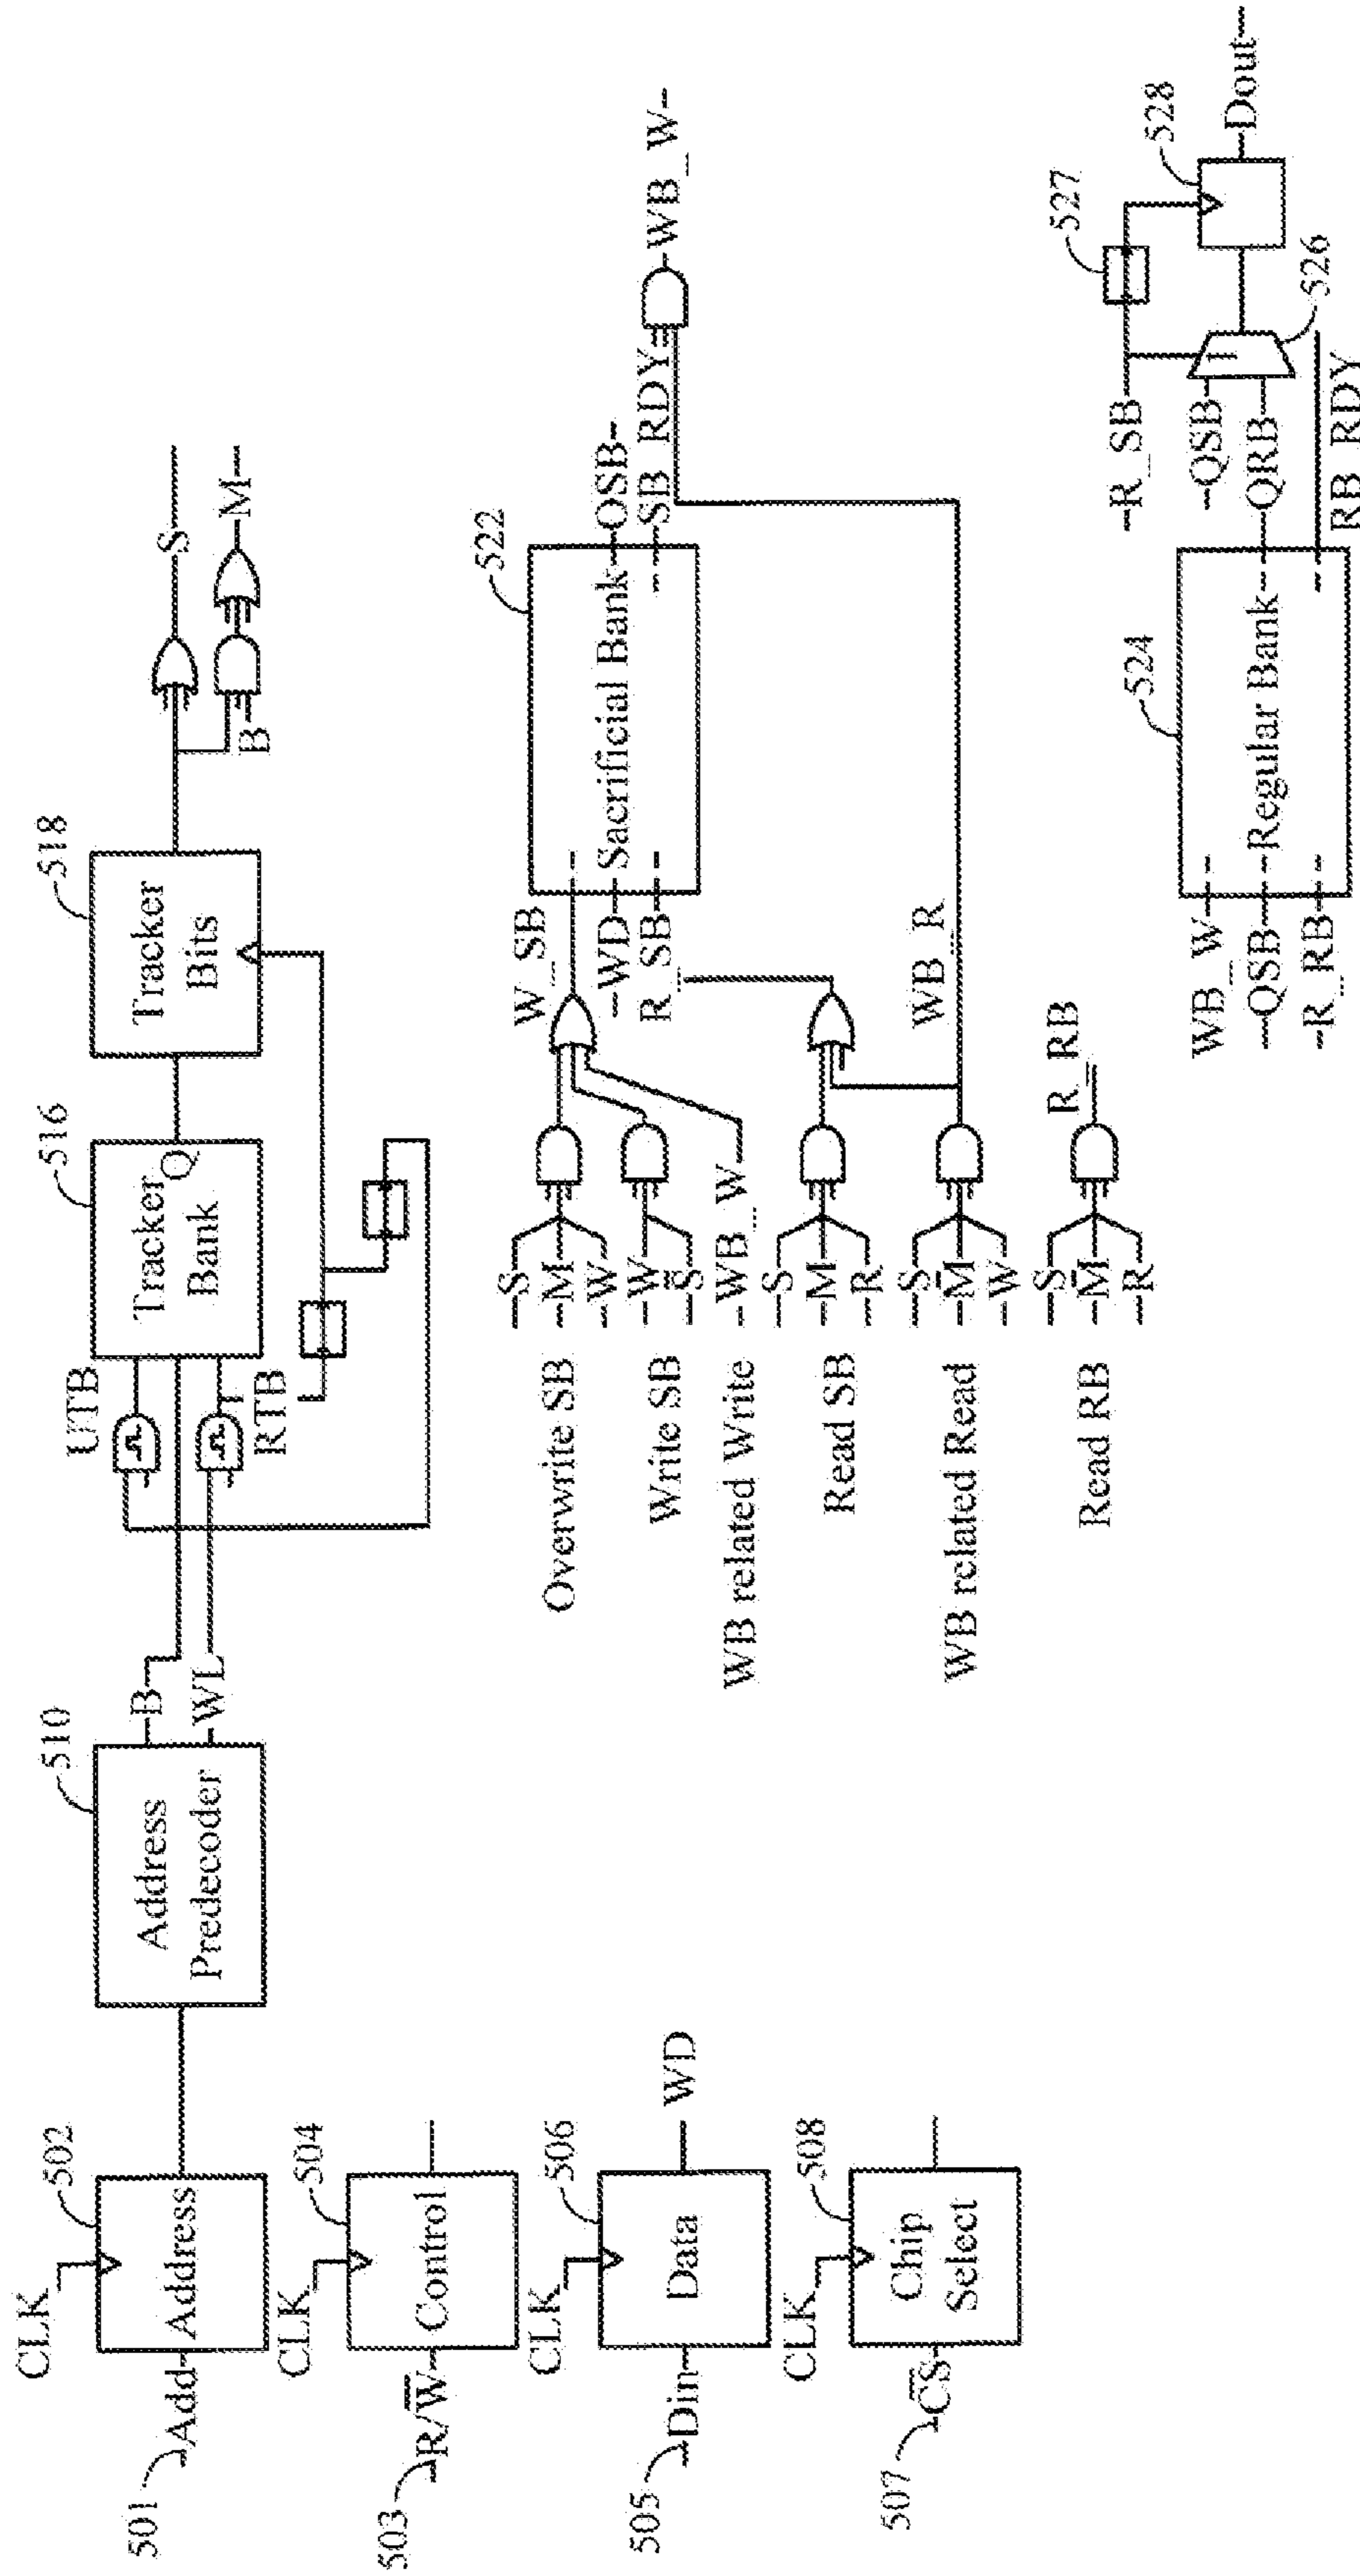 CLK
502
501
Add
Address
CLK
504
503
R/W̅
Control
CLK
506
505
Din
Data
WD
CLK
508
507
C̅S̅
Chip
Select
510
Address
Predecoder
B
WL
UTB
RTB
516
Tracker
Bank
Q
518
Tracker
Bits
B
S
M
Overwrite SB
S
M
W
Write SB
W
S̅
WB related Write
WB_W
Read SB
S
M
R
WB related Read
S
M̅
W
Read RB
S
M̅
R
W_SB
WD
R_SB
WB_R
R_RB
522
Sacrificial Bank
QSB
SB_RDY
WB_W
524
WB_W
QSB
R_RB
Regular Bank
QRB
RB_RDY
R_SB
QSB
526
527
528
Dout